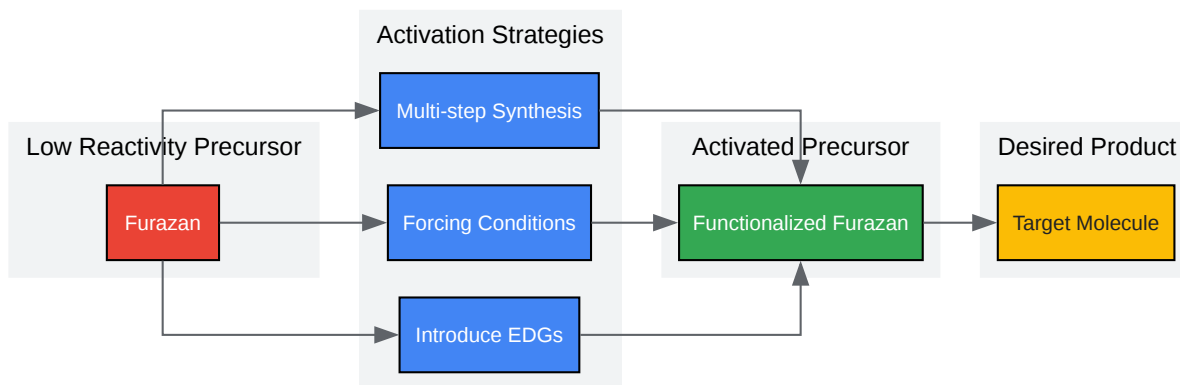 Activation Strategies
Multi-step Synthesis
Low Reactivity Precursor
Activated Precursor
Desired Product
Furazan
Forcing Conditions
Functionalized Furazan
Target Molecule
Introduce EDGs